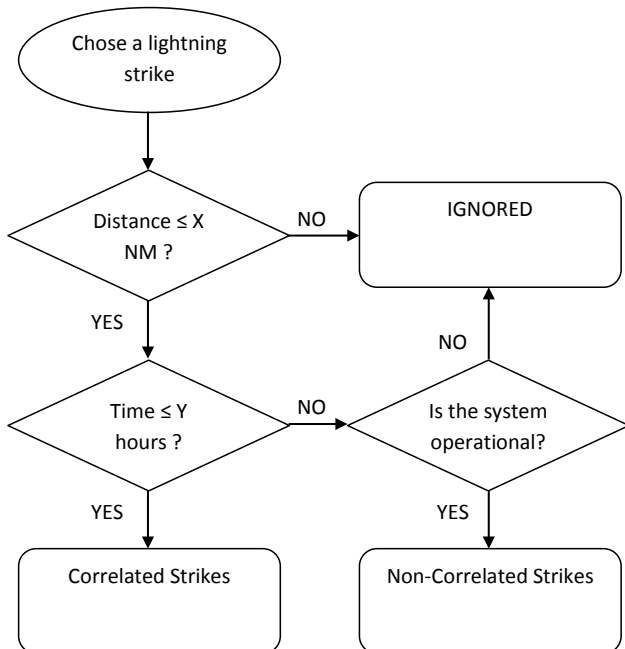 Chose a lightning
strike
Distance ≤ X
NM ?
NO
IGNORED
YES
NO
Time ≤ Y
hours ?
NO
Is the system
operational?
YES
YES
Correlated Strikes
Non-Correlated Strikes